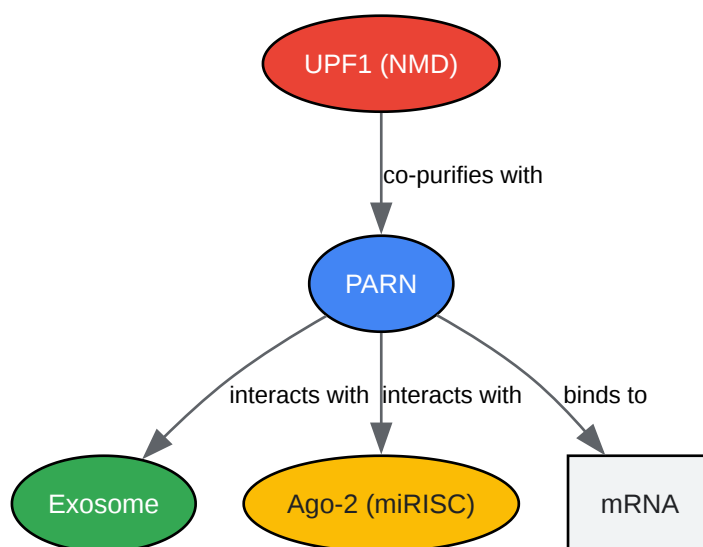 UPF1 (NMD)
co-purifies with
PARN
interacts with
interacts with
binds to
Exosome
Ago-2 (miRISC)
mRNA